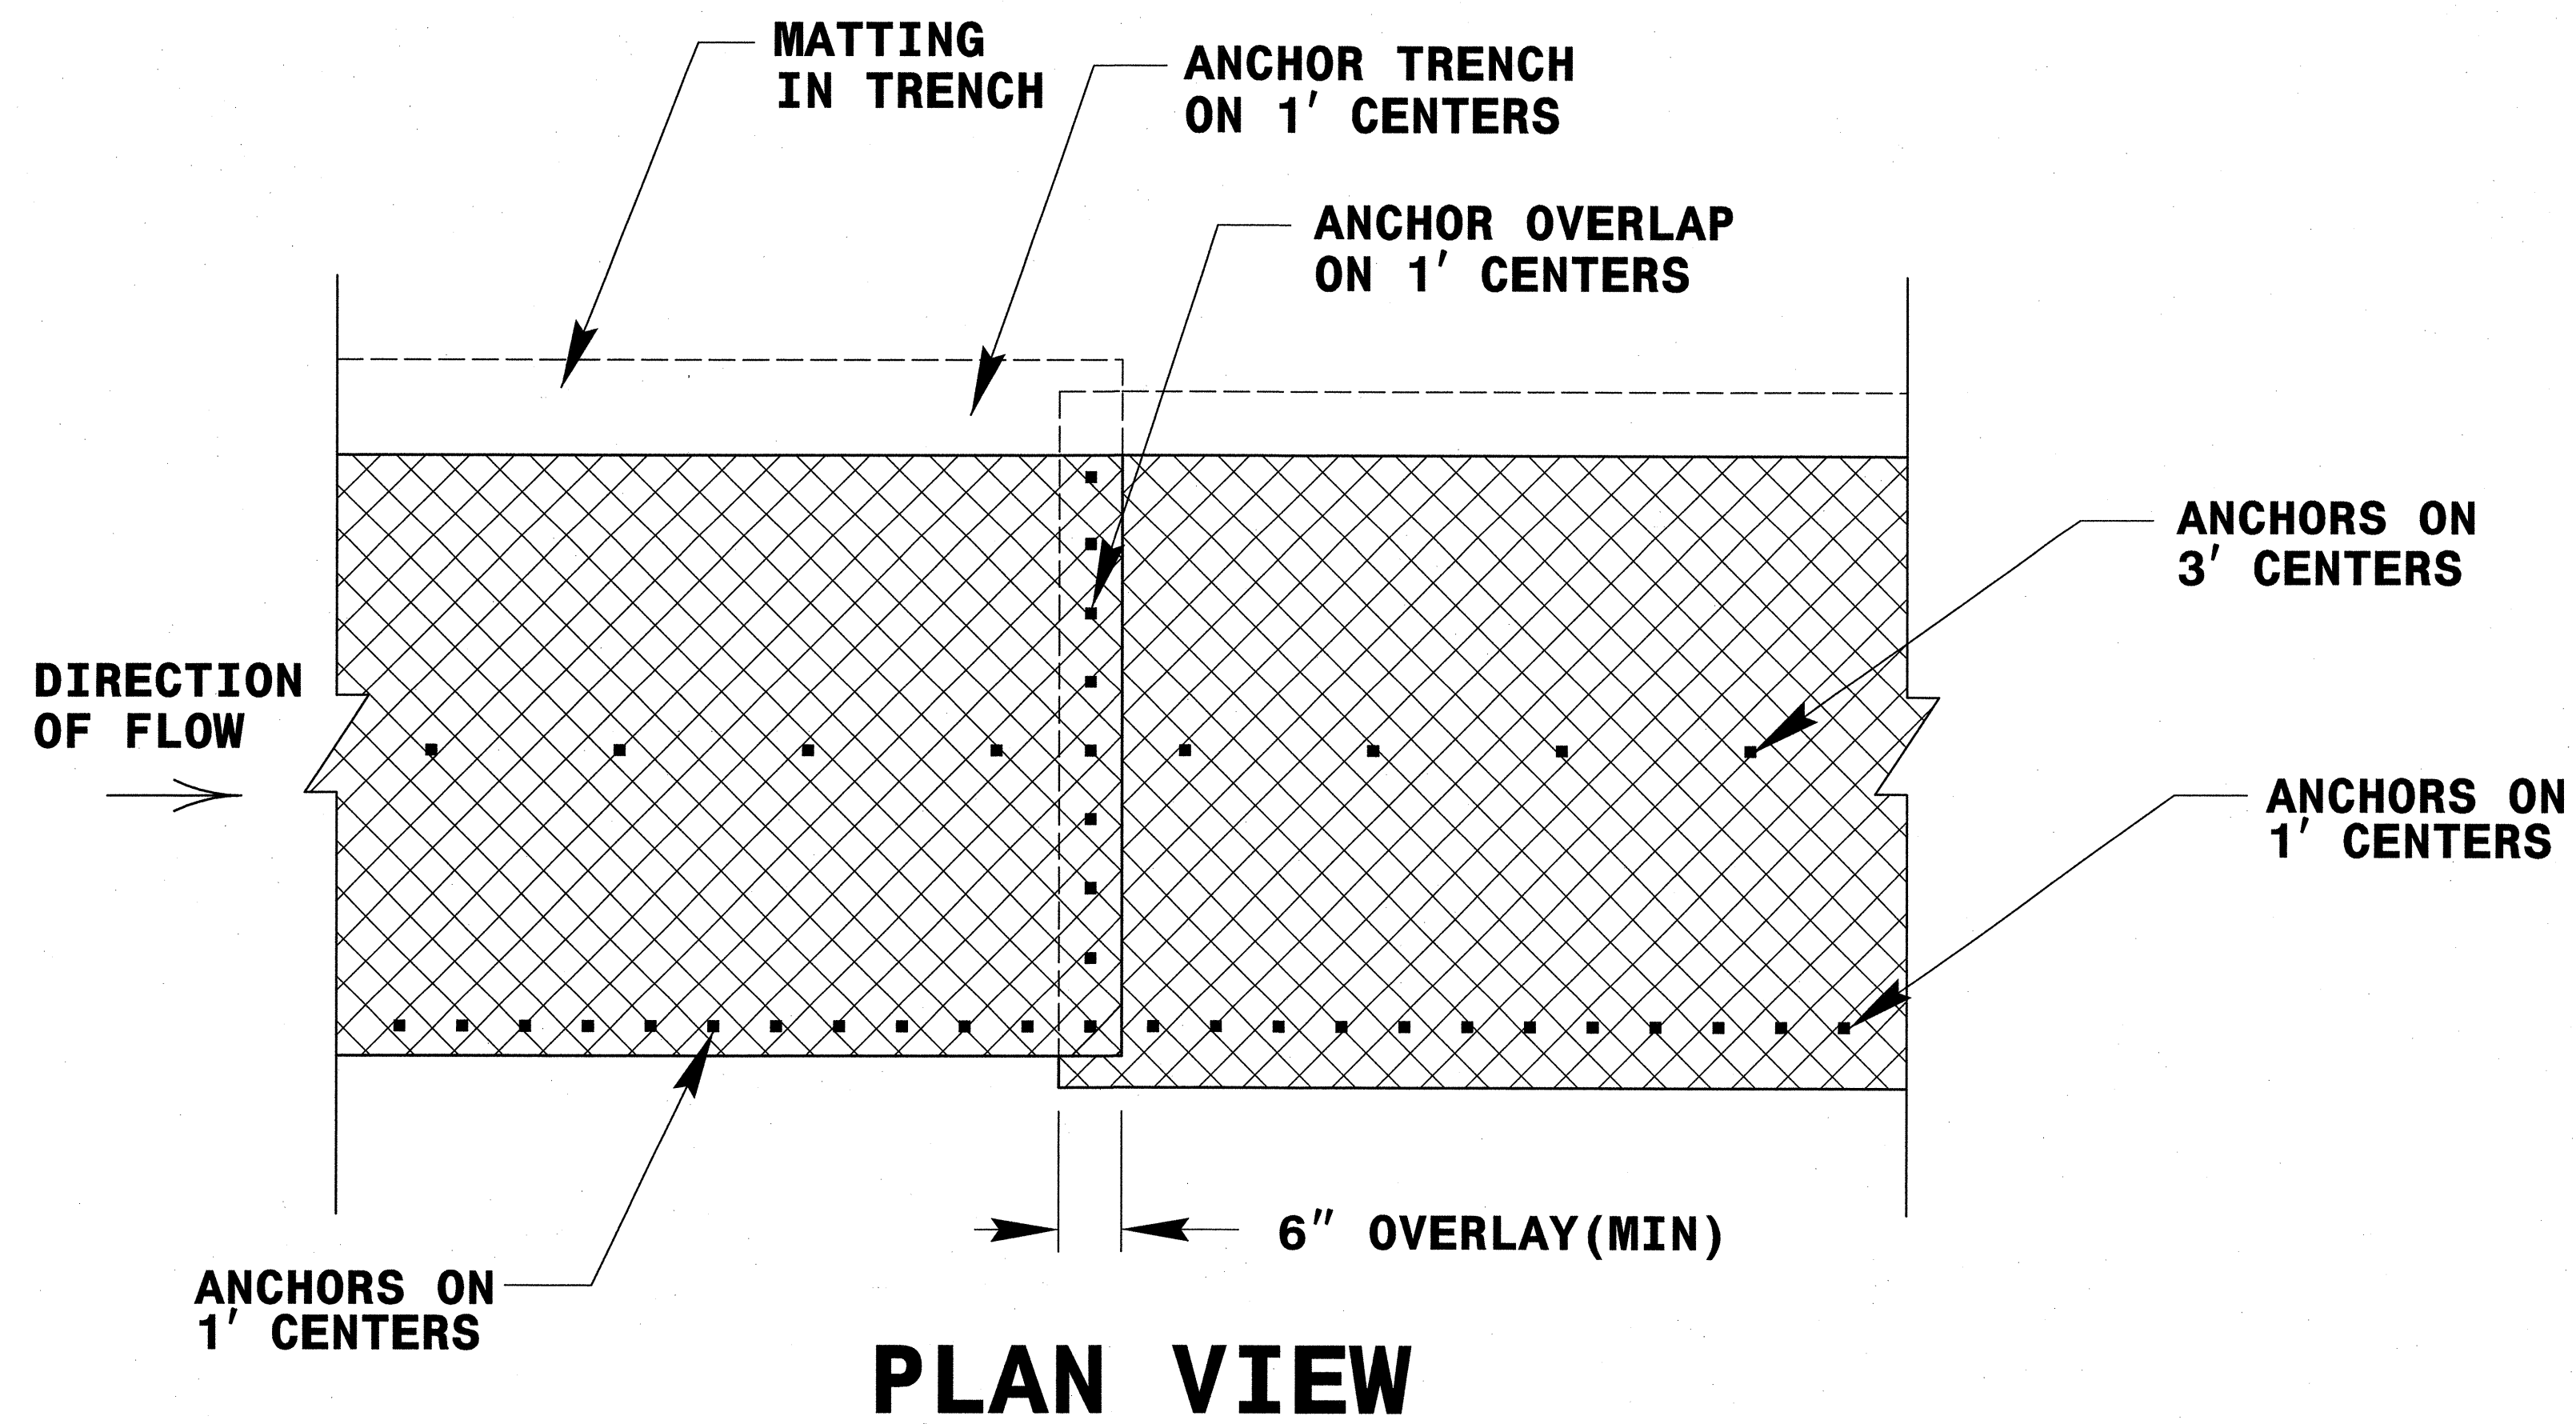 MATTING
IN TRENCH
ANCHOR TRENCH
ON 1' CENTERS
ANCHOR OVERLAP
ON 1' CENTERS
ANCHORS ON
3' CENTERS
DIRECTION
OF FLOW
ANCHORS ON
1' CENTERS
6" OVERLAY(MIN)
ANCHORS ON
1' CENTERS
PLAN VIEW